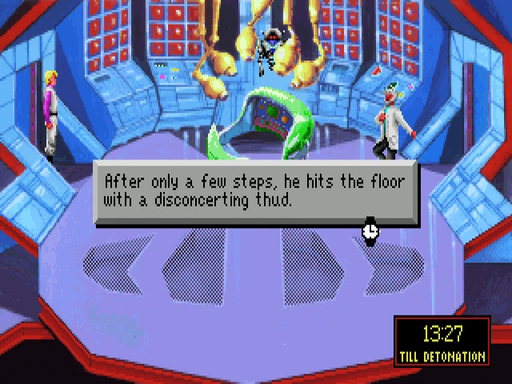 After only a few steps, he hits the floor
with a disconcerting thud.
13:27
TILL DETONATION